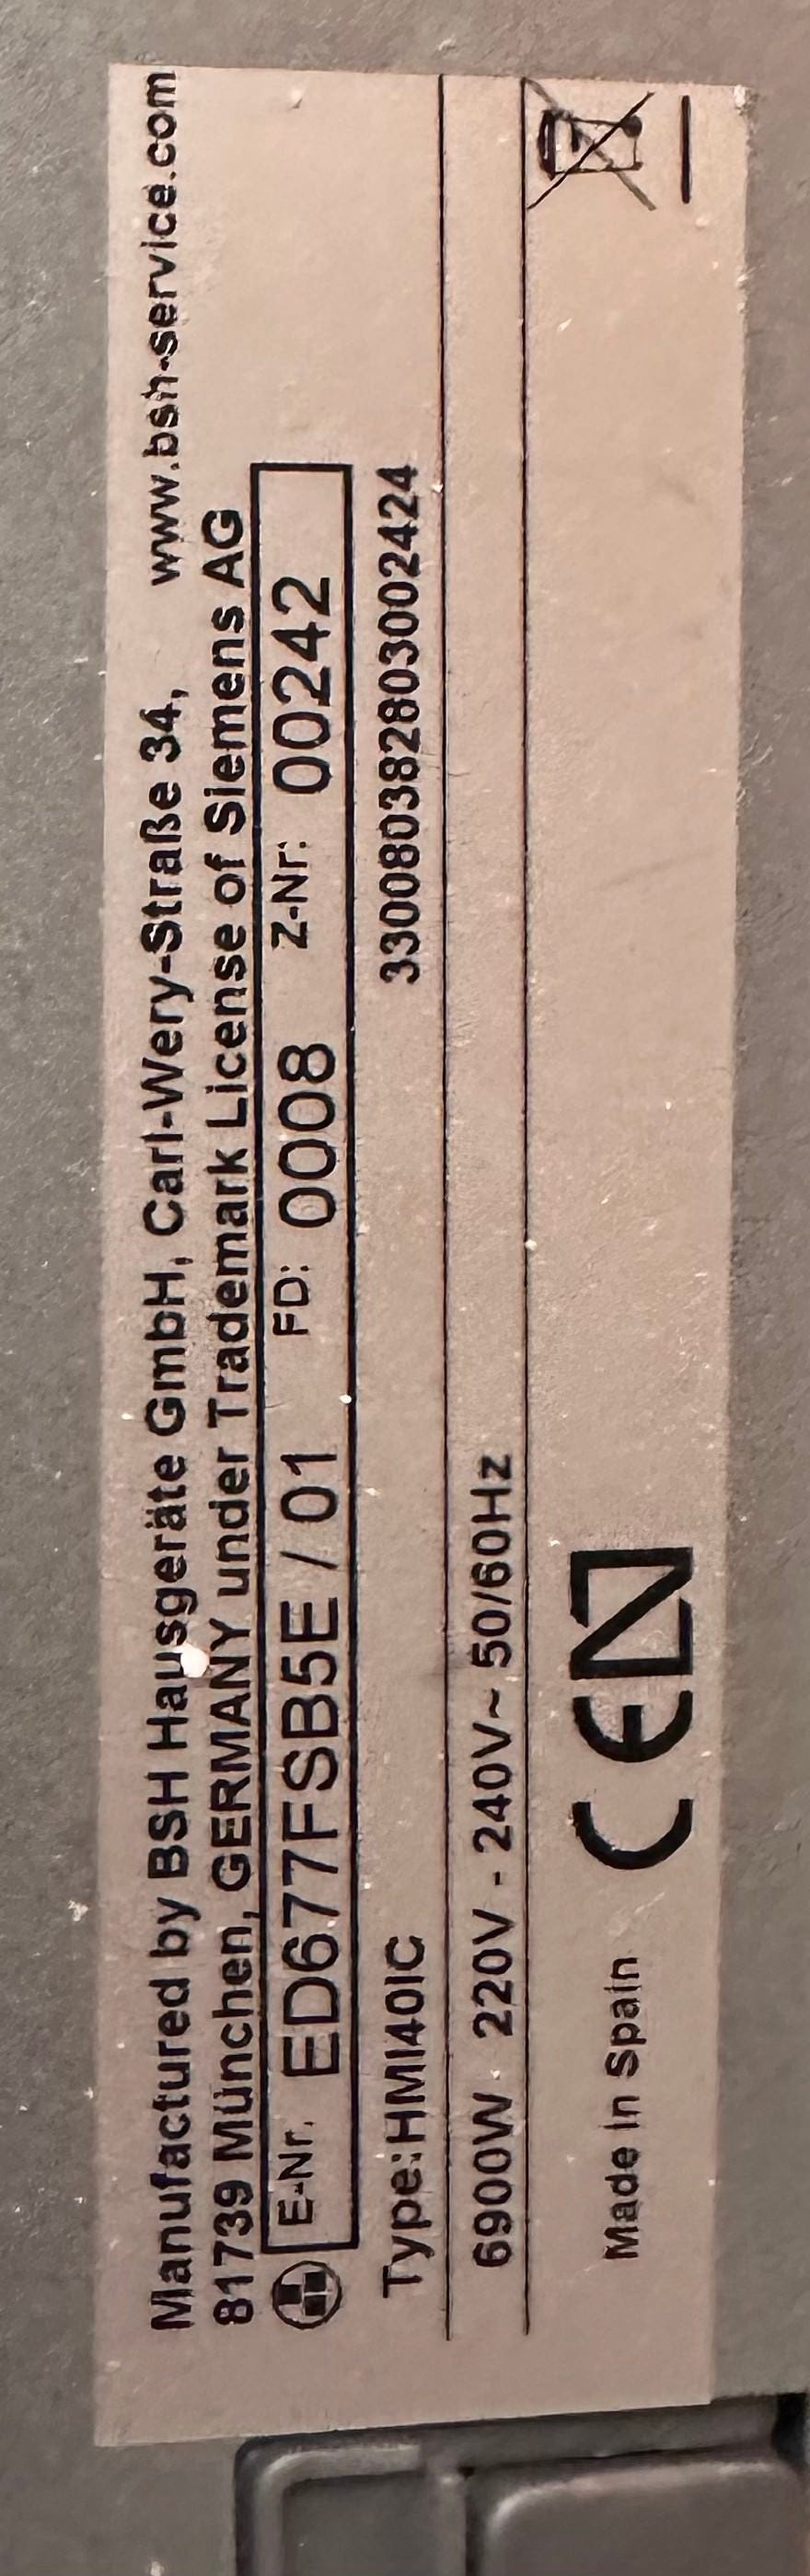 Manufactured by BSH Hausgeräte GmbH, Carl-Wery-Straße 34, www.bsh-service.com
81739 München, GERMANY under Trademark License of Siemens AG
E-Nr. ED677FSB5E / 01 FD: 0008 Z-Nr: 00242
Type: HMI40IC 330080382803002424
6900W 220V - 240V~ 50/60Hz
Made in Spain CE N